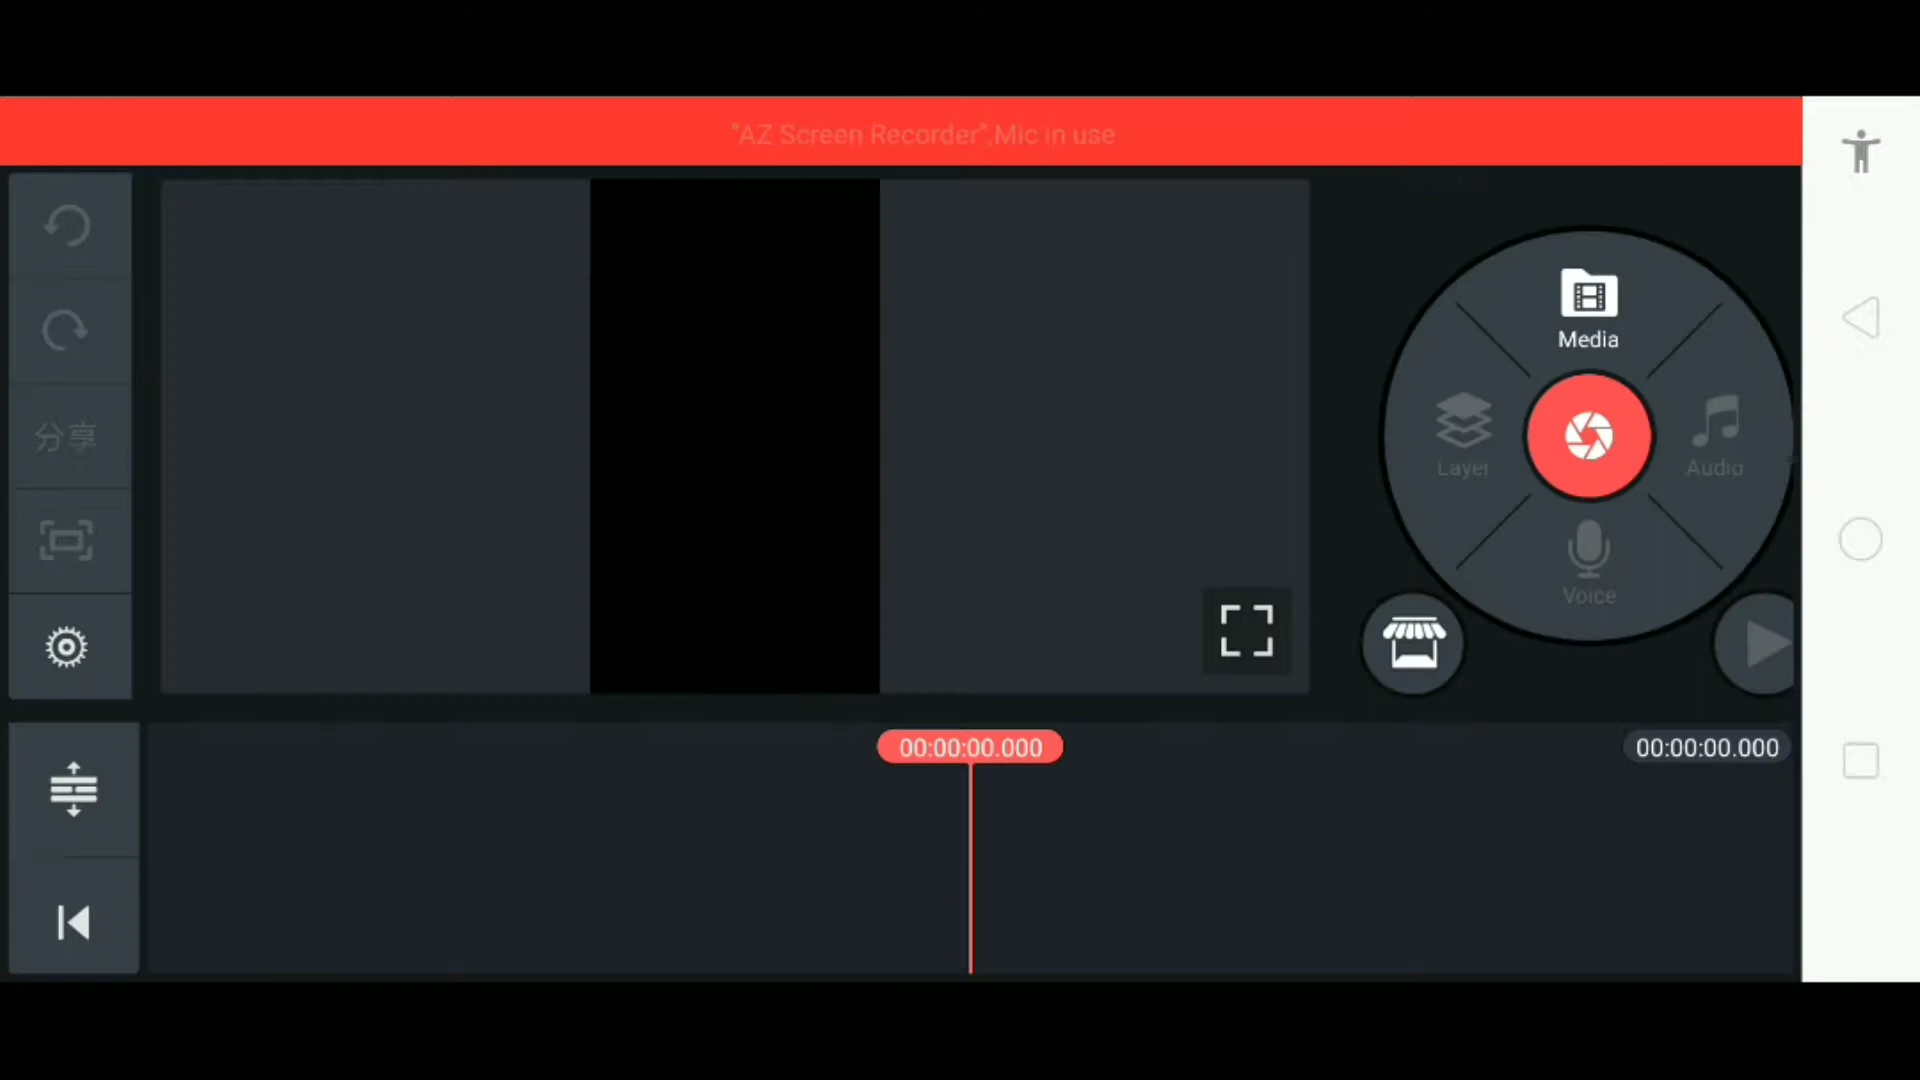 "AZ Screen Recorder",Mic in use
Media
Layer
Audio
分享
Voice
00:00:00.000
00:00:00.000